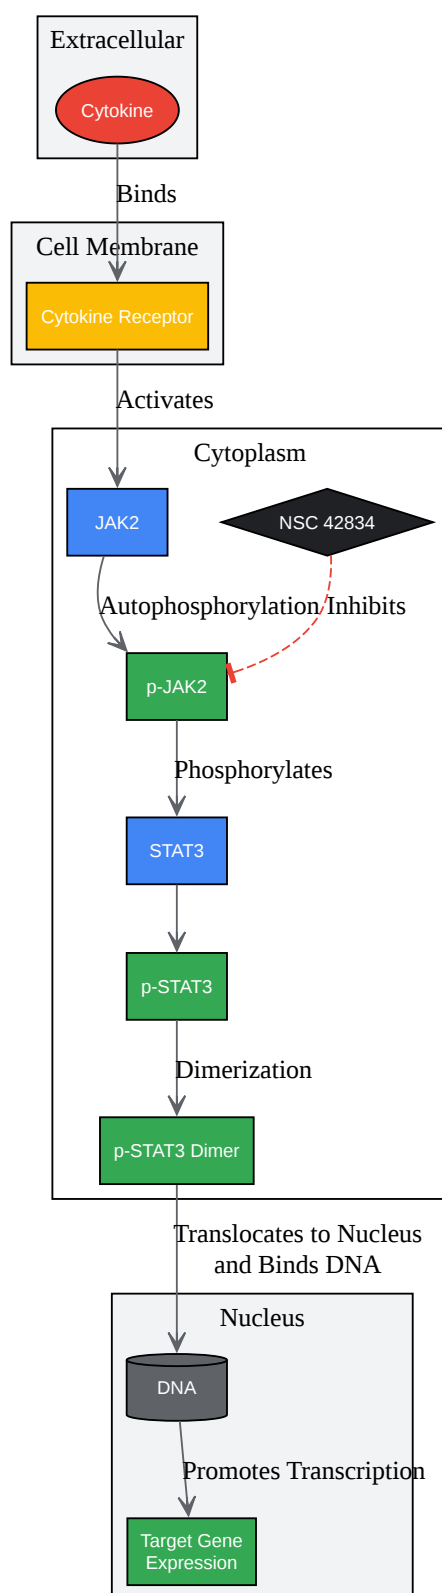 Extracellular
Cytokine
Binds
Cell Membrane
Cytokine Receptor
Activates
Cytoplasm
JAK2
NSC 42834
Autophosphorylation
Inhibits
p-JAK2
Phosphorylates
STAT3
p-STAT3
Dimerization
p-STAT3 Dimer
Translocates to Nucleus
and Binds DNA
Nucleus
DNA
Promotes Transcription
Target Gene
Expression